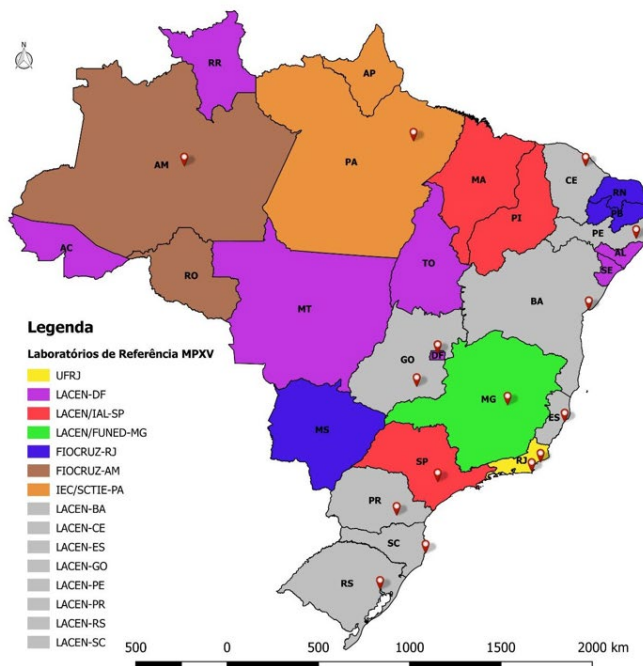 RR
AP
AM
PA
MA
CE
RN
PB
PI
PE
AC
AL
TO
SE
RO
BA
MT
DF
GO
MG
ES
MS
SP
RJ
PR
SC
RS
Legenda
Laboratórios de Referência MPXV
UFRJ
LACEN-DF
LACEN/IAL-SP
LACEN/FUNED-MG
FIOCRUZ-RJ
FIOCRUZ-AM
IEC/SCTIE-PA
LACEN-BA
LACEN-CE
LACEN-ES
LACEN-GO
LACEN-PE
LACEN-PR
LACEN-RS
LACEN-SC
500 0 500 1000 1500 2000 km